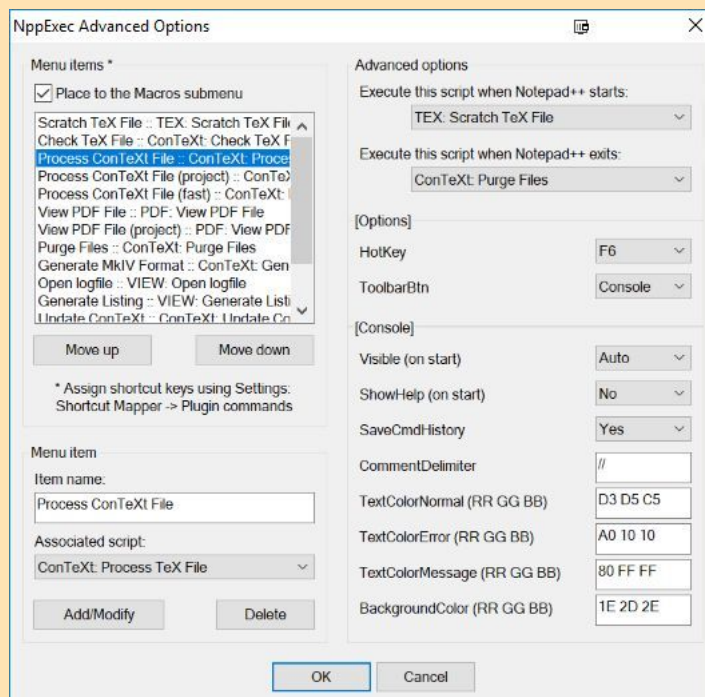 NppExec Advanced Options
Menu items *
Place to the Macros submenu
Scratch TeX File :: TEX: Scratch TeX File
Check TeX File :: ConTeXt: Check TeX F
Process ConTeXt File :: ConTeXt: Proces
Process ConTeXt File (project) :: ConTeX
Process ConTeXt File (fast) :: ConTeXt:
View PDF File :: PDF: View PDF File
View PDF File (project) :: PDF: View PDF
Purge Files :: ConTeXt: Purge Files
Generate MkIV Format :: ConTeXt: Gen
Open logfile :: VIEW: Open logfile
Generate Listing :: VIEW: Generate Listi
Update ConTeXt :: ConTeXt: Update Co
Move up
Move down
* Assign shortcut keys using Settings:
Shortcut Mapper -> Plugin commands
Menu item
Item name:
Process ConTeXt File
Associated script:
ConTeXt: Process TeX File
Add/Modify
Delete
Advanced options
Execute this script when Notepad++ starts:
TEX: Scratch TeX File
Execute this script when Notepad++ exits:
ConTeXt: Purge Files
[Options]
HotKey
F6
ToolbarBtn
Console
[Console]
Visible (on start)
Auto
ShowHelp (on start)
No
SaveCmdHistory
Yes
CommentDelimiter
//
TextColorNormal (RR GG BB)
D3 D5 C5
TextColorError (RR GG BB)
A0 10 10
TextColorMessage (RR GG BB)
80 FF FF
BackgroundColor (RR GG BB)
1E 2D 2E
OK
Cancel